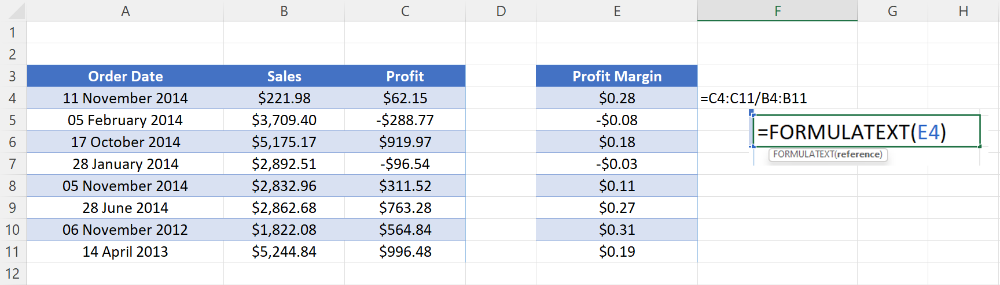 A B C D E F G H
1
2
3 Order Date Sales Profit Profit Margin
4 11 November 2014 $221.98 $62.15 $0.28 =C4:C11/B4:B11
5 05 February 2014 $3,709.40 -$288.77 -$0.08
=FORMULATEXT(E4)
6 17 October 2014 $5,175.17 $919.97 $0.18
FORMULATEXT(reference)
7 28 January 2014 $2,892.51 -$96.54 -$0.03
8 05 November 2014 $2,832.96 $311.52 $0.11
9 28 June 2014 $2,862.68 $763.28 $0.27
10 06 November 2012 $1,822.08 $564.84 $0.31
11 14 April 2013 $5,244.84 $996.48 $0.19
12